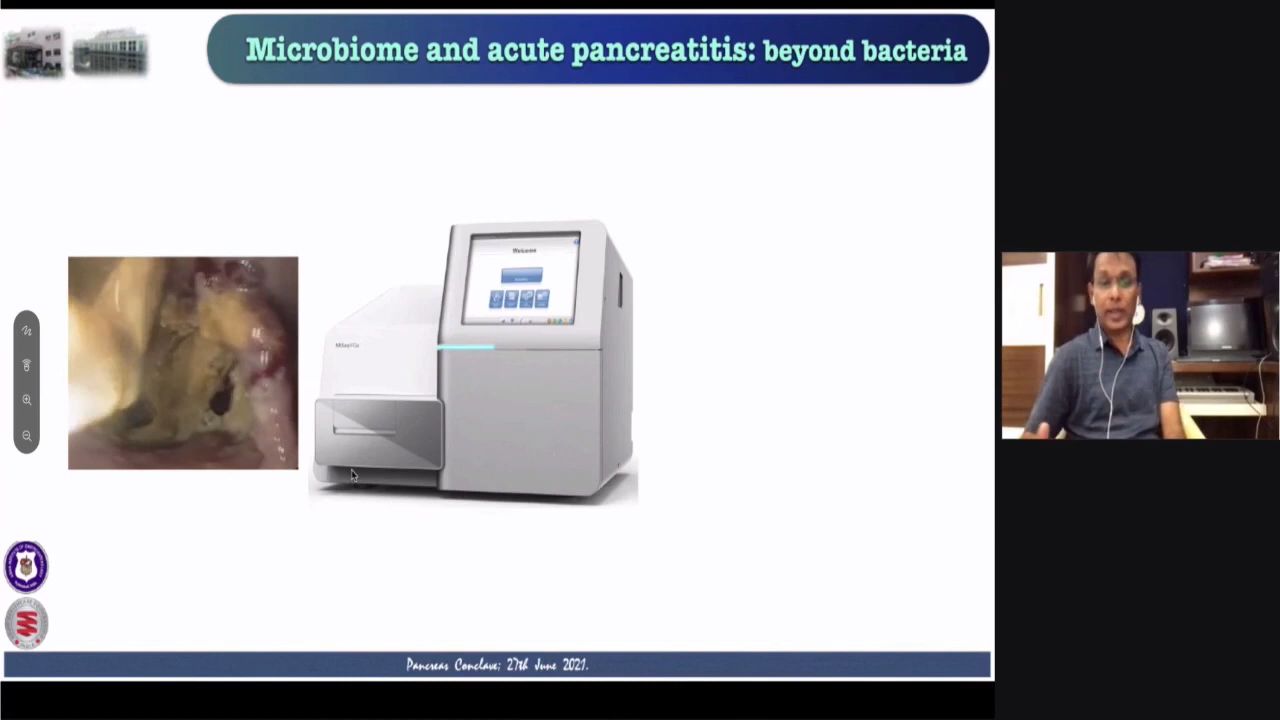 Microbiome and acute pancreatitis: beyond bacteria
Welcome
Pancreas Conclave; 27th June 2021.